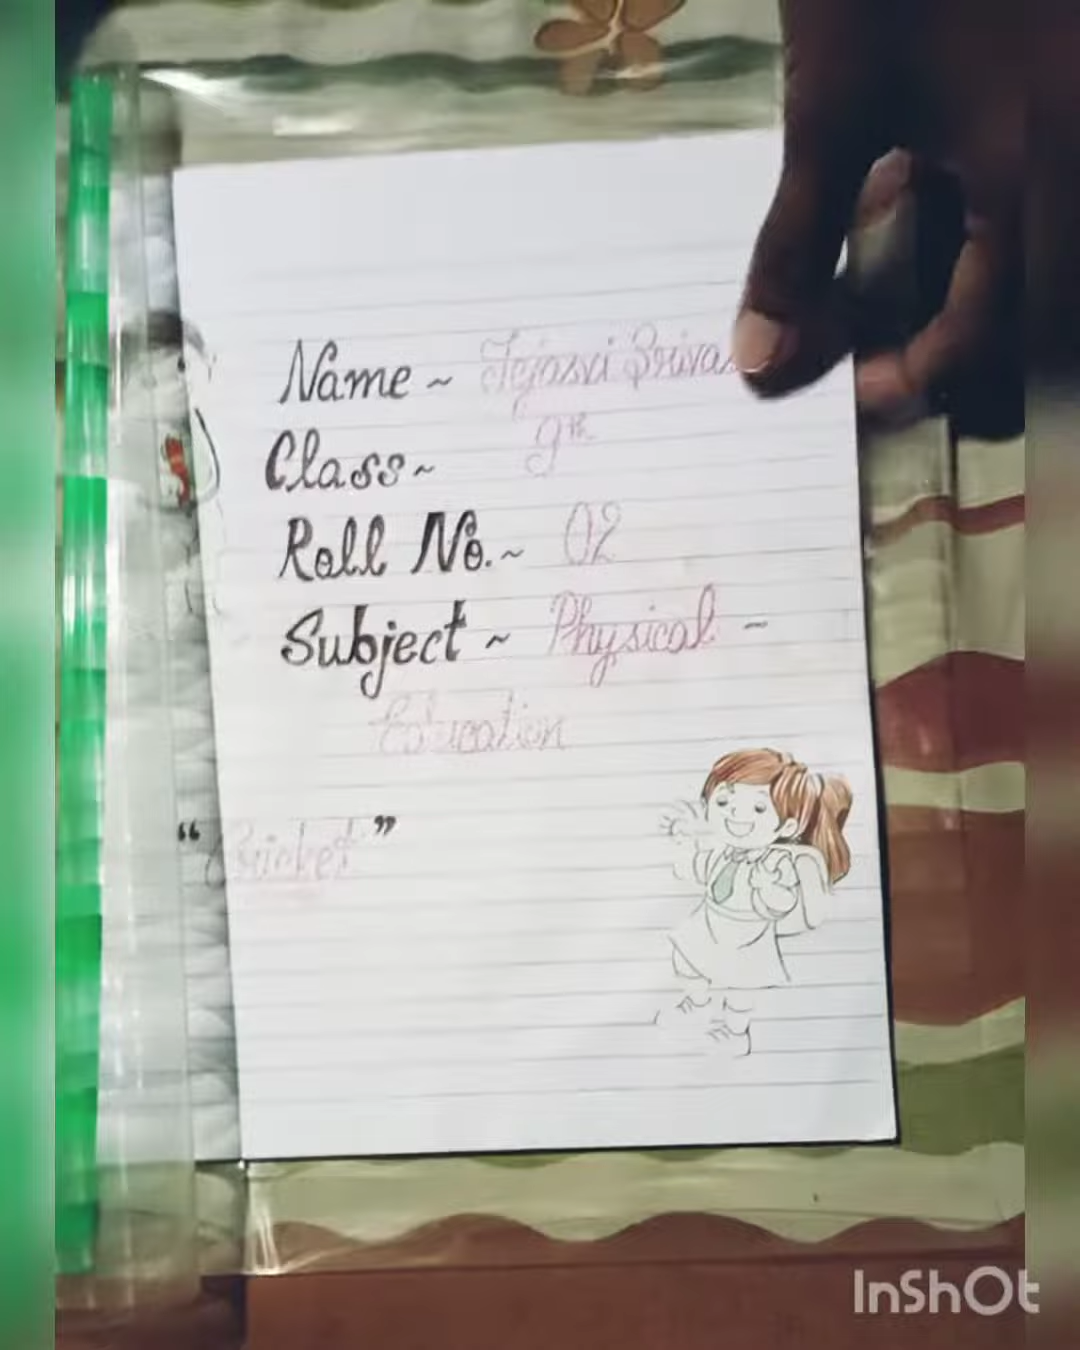 Name ~ Tejasvi
Class ~ 9th
Roll No. ~ 02
Subject ~ Physical -
Education
“Cricket”
InShOt